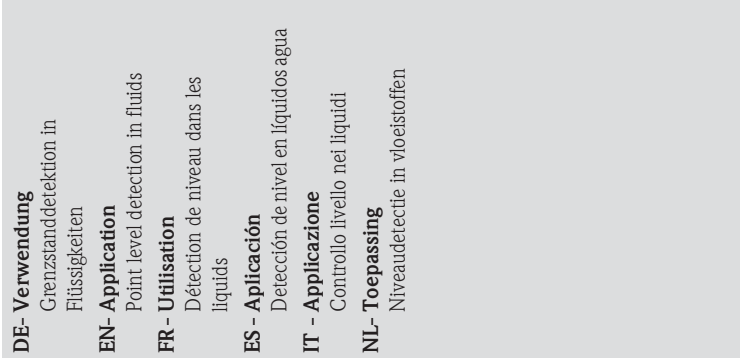 DE- Verwendung
Grenzstanddetektion in
Flüssigkeiten
EN- Application
Point level detection in fluids
FR - Utilisation
Détection de niveau dans les
liquids
ES - Aplicación
Detección de nivel en líquidos agua
IT - Applicazione
Controllo livello nei liquidi
NL- Toepassing
Niveaudetectie in vloeistoffen